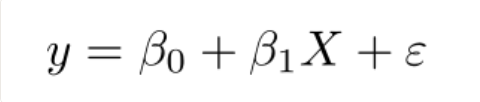 y = β₀ + β₁X + ε